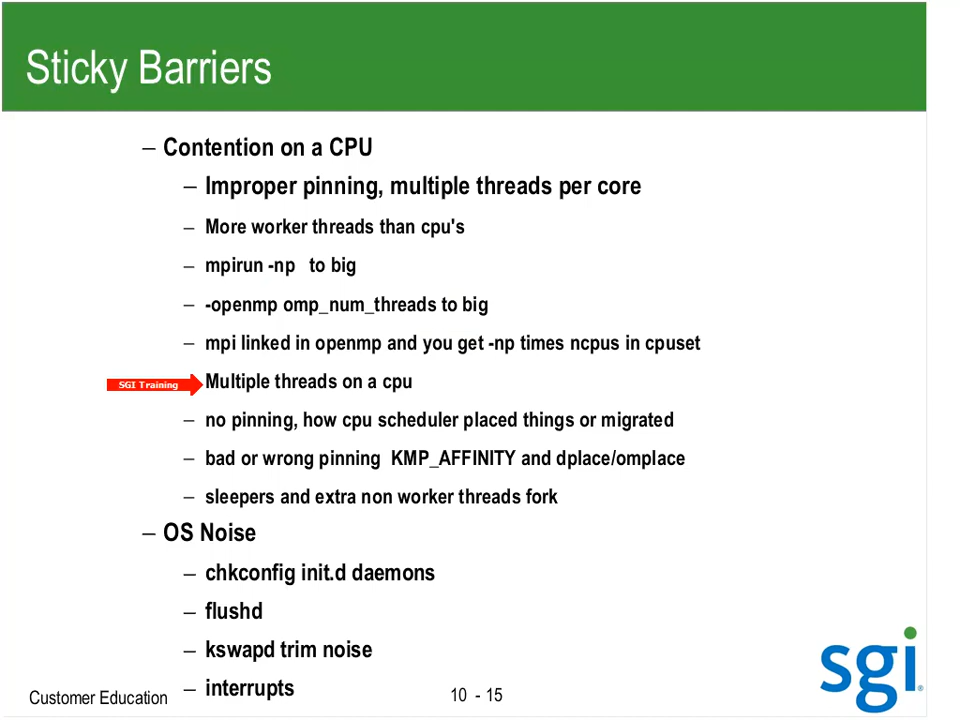 Sticky Barriers
– Contention on a CPU
– Improper pinning, multiple threads per core
– More worker threads than cpu's
– mpirun -np to big
– -openmp omp_num_threads to big
– mpi linked in openmp and you get -np times ncpus in cpuset
SGI Training Multiple threads on a cpu
– no pinning, how cpu scheduler placed things or migrated
– bad or wrong pinning KMP_AFFINITY and dplace/omplace
– sleepers and extra non worker threads fork
– OS Noise
– chkconfig init.d daemons
– flushd
– kswapd trim noise
– interrupts
Customer Education
10 - 15
sgi®